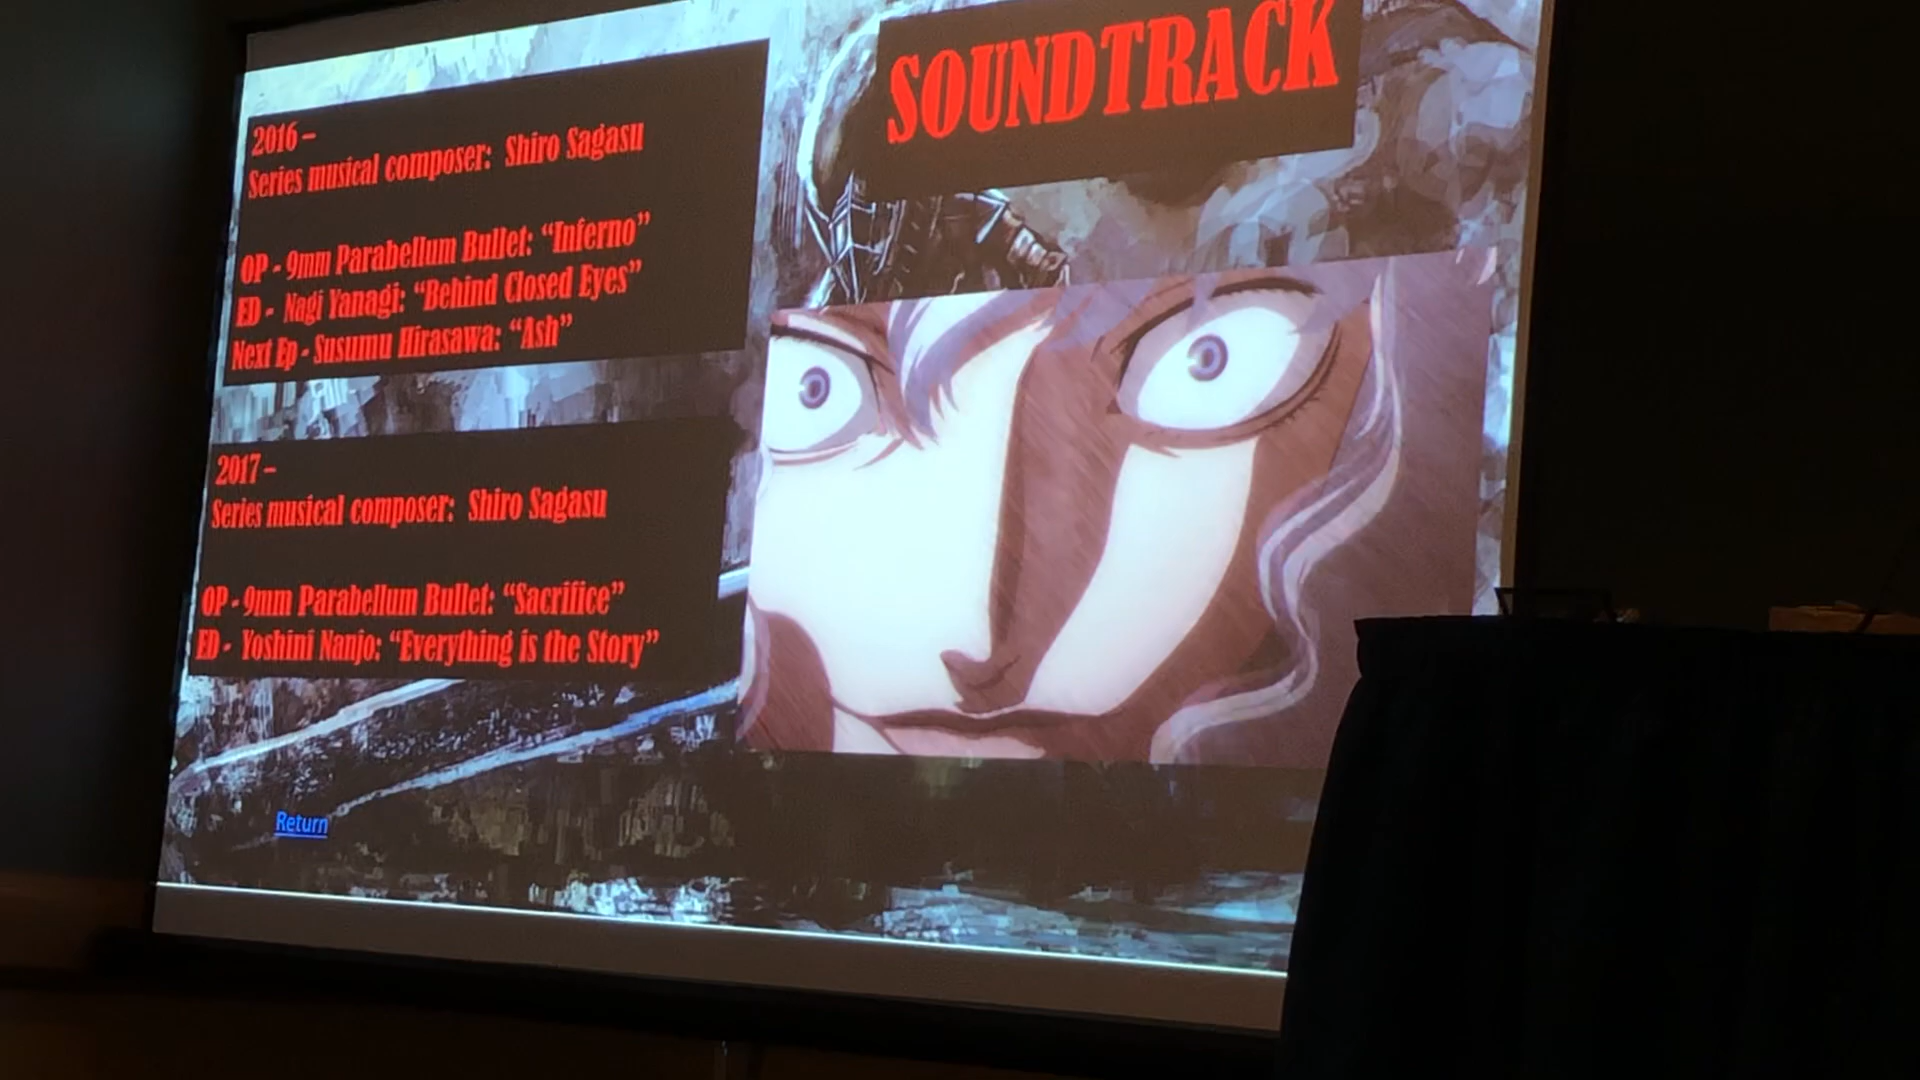 SOUNDTRACK
2016 –
Series musical composer: Shiro Sagasu
OP - 9mm Parabellum Bullet: “Inferno”
ED - Nagi Yanagi: “Behind Closed Eyes”
Next Ep - Susumu Hirasawa: “Ash”
2017 –
Series musical composer: Shiro Sagasu
OP - 9mm Parabellum Bullet: “Sacrifice”
ED - Yoshini Nanjo: “Everything is the Story”
Return